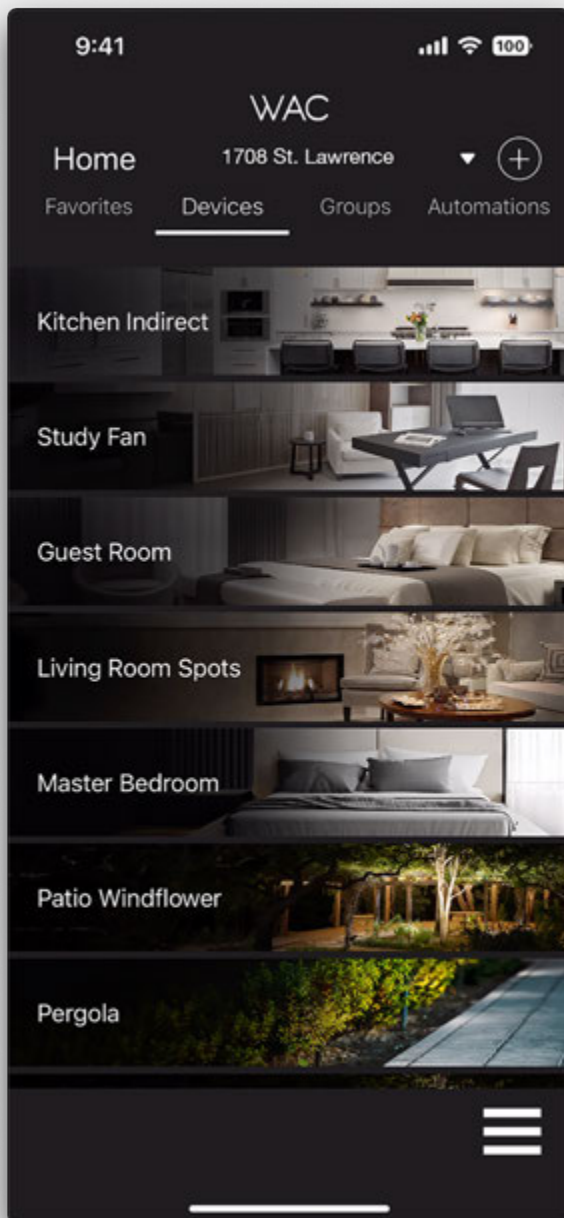 9:41 100
WAC
Home 1708 St. Lawrence
Favorites Devices Groups Automations
Kitchen Indirect
Study Fan
Guest Room
Living Room Spots
Master Bedroom
Patio Windflower
Pergola